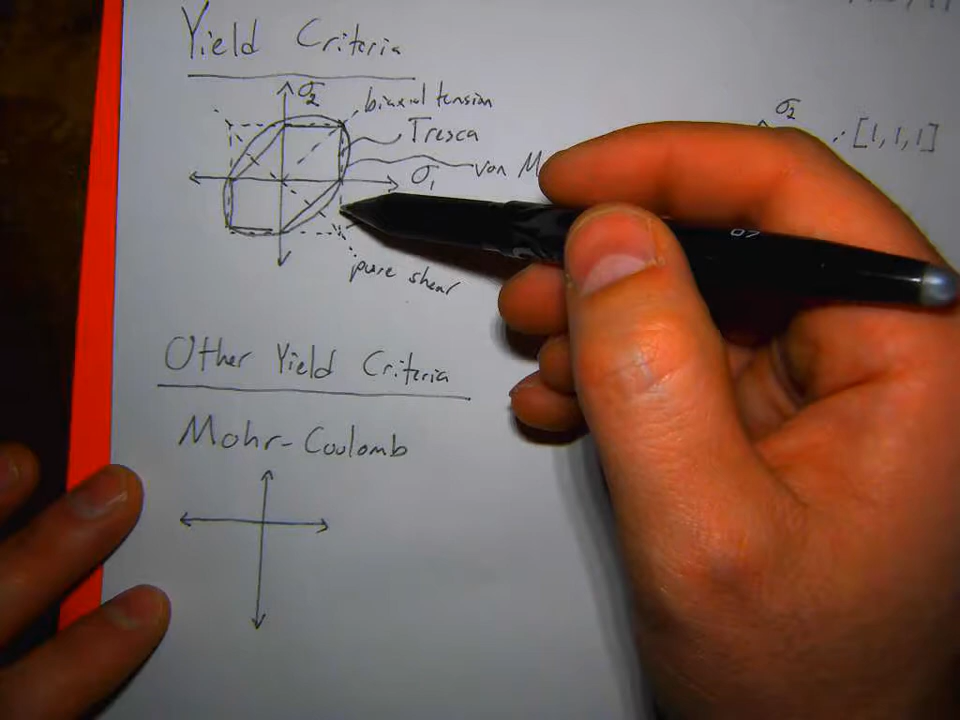 Yield Criteria
σ2
biaxial tension
Tresca
von M
σ1
pure shear
σ2
[1,1,1]
Other Yield Criteria
Mohr-Coulomb
07